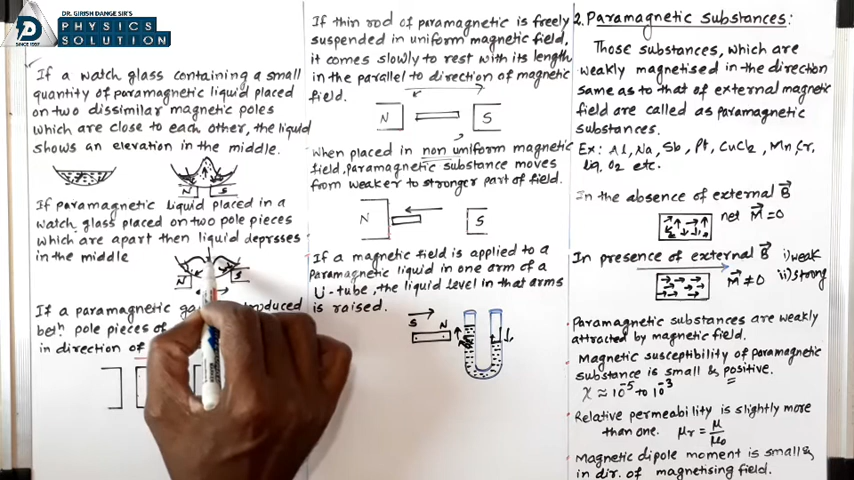 DR. GIRISH DANGE SIR'S
PHYSICS
SOLUTION
SINCE 1997
If a watch glass containing a small
quantity of paramagnetic liquid placed
on two dissimilar magnetic poles
which are close to each other, the liquid
shows an elevation in the middle.
N S
If paramagnetic liquid placed in a
watch glass placed on two pole pieces
which are apart then liquid deprsses
in the middle
N S
If a paramagnetic introduced
betn pole pieces of
in direction of
If thin rod of paramagnetic is freely
suspended in uniform magnetic field,
it comes slowly to rest with its length
in the parallel to direction of magnetic
field.
N S
When placed in non uniform magnetic
field, paramagnetic substance moves
from weaker to stronger part of field.
N S
If a magnetic field is applied to a
paramagnetic liquid in one arm of a
U-tube, the liquid level in that arms
is raised.
S N
2. Paramagnetic Substances:
Those substances, which are
weakly magnetised in the direction
same as to that of external magnetic
field are called as paramagnetic
substances.
Ex: Al, Na, Sb, Pt, CuCl2, Mn, Cr,
liq. O2 etc.
In the absence of external B⃗
net M⃗=0
In presence of external B⃗ i) weak
M⃗≠0 ii) strong
Paramagnetic substances are weakly
attracted by magnetic field.
Magnetic susceptibility of paramagnetic
substance is small & positive.
χ ≈ 10⁻⁵ to 10⁻³
Relative permeability is slightly more
than one. μr = μ/μ0
Magnetic dipole moment is small &
in dir. of magnetising field.